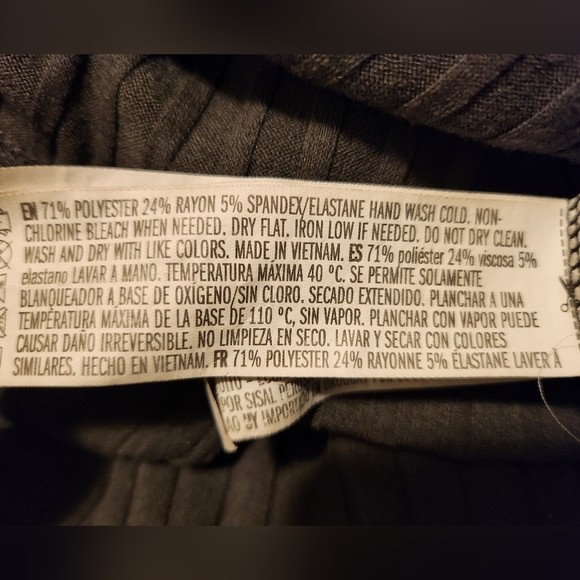 EN 71% POLYESTER 24% RAYON 5% SPANDEX/ELASTANE HAND WASH COLD. NON-
CHLORINE BLEACH WHEN NEEDED. DRY FLAT. IRON LOW IF NEEDED. DO NOT DRY CLEAN.
WASH AND DRY WITH LIKE COLORS. MADE IN VIETNAM. ES 71% poliéster 24% viscosa 5%
elastano LAVAR A MANO. TEMPERATURA MÁXIMA 40 ºC. SE PERMITE SOLAMENTE
BLANQUEADOR A BASE DE OXÍGENO/SIN CLORO. SECADO EXTENDIDO. PLANCHAR A UNA
TEMPERATURA MÁXIMA DE LA BASE DE 110 ºC, SIN VAPOR. PLANCHAR CON VAPOR PUEDE
CAUSAR DAÑO IRREVERSIBLE. NO LIMPIEZA EN SECO. LAVAR Y SECAR CON COLORES
SIMILARES. HECHO EN VIETNAM. FR 71% POLYESTER 24% RAYONNE 5% ÉLASTANE LAVER À
POR SISAL